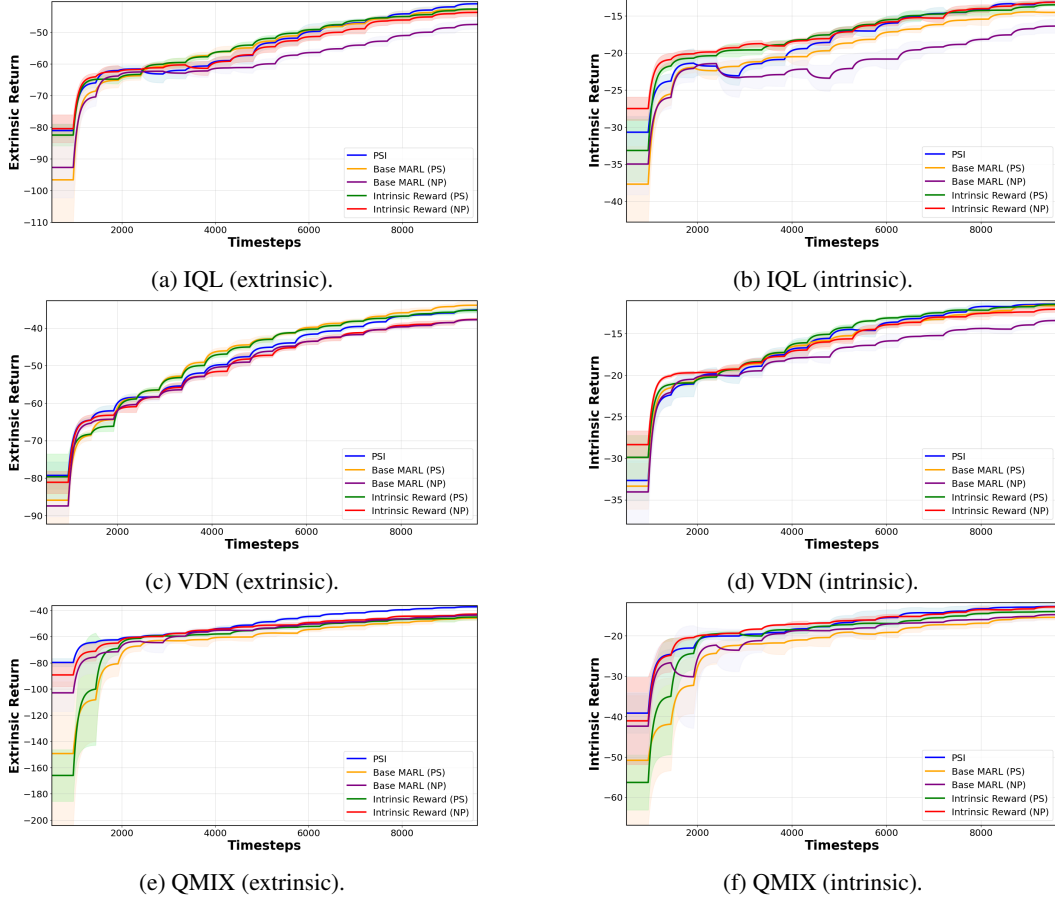 −50
−60
−70
−80
−90
−100
−110
Extrinsic Return
2000
4000
6000
8000
Timesteps
PSI
Base MARL (PS)
Base MARL (NP)
Intrinsic Reward (PS)
Intrinsic Reward (NP)
(a) IQL (extrinsic).
−15
−20
−25
−30
−35
−40
Intrinsic Return
2000
4000
6000
8000
Timesteps
PSI
Base MARL (PS)
Base MARL (NP)
Intrinsic Reward (PS)
Intrinsic Reward (NP)
(b) IQL (intrinsic).
−40
−50
−60
−70
−80
−90
Extrinsic Return
2000
4000
6000
8000
Timesteps
PSI
Base MARL (PS)
Base MARL (NP)
Intrinsic Reward (PS)
Intrinsic Reward (NP)
(c) VDN (extrinsic).
−15
−20
−25
−30
−35
Intrinsic Return
2000
4000
6000
8000
Timesteps
PSI
Base MARL (PS)
Base MARL (NP)
Intrinsic Reward (PS)
Intrinsic Reward (NP)
(d) VDN (intrinsic).
−40
−60
−80
−100
−120
−140
−160
−180
−200
Extrinsic Return
2000
4000
6000
8000
Timesteps
PSI
Base MARL (PS)
Base MARL (NP)
Intrinsic Reward (PS)
Intrinsic Reward (NP)
(e) QMIX (extrinsic).
−20
−30
−40
−50
−60
Intrinsic Return
2000
4000
6000
8000
Timesteps
PSI
Base MARL (PS)
Base MARL (NP)
Intrinsic Reward (PS)
Intrinsic Reward (NP)
(f) QMIX (intrinsic).